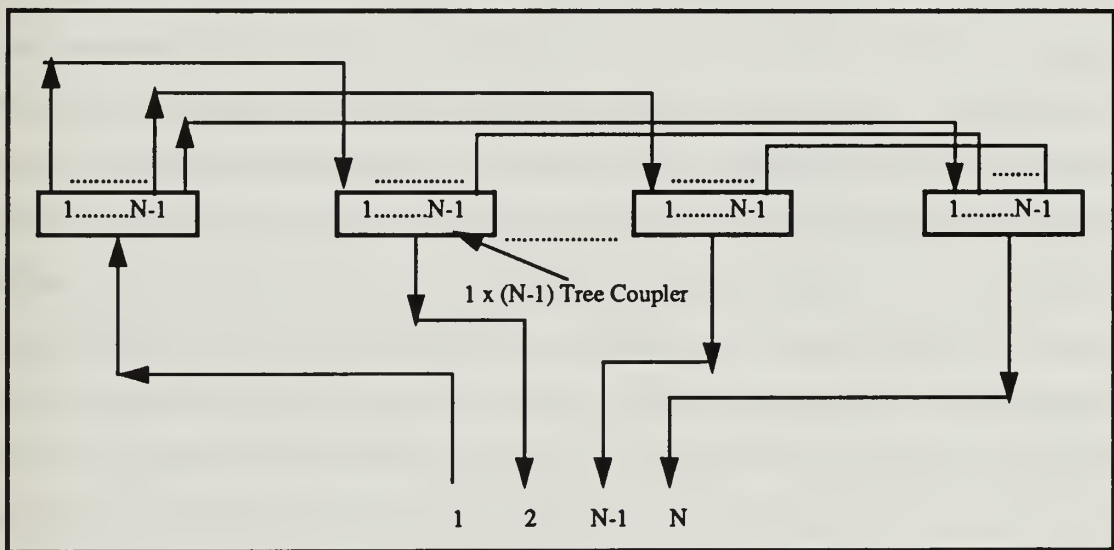 ............. ............. ............. ........
1.........N-1 1.........N-1 1.........N-1 1.........N-1
.................
1 x (N-1) Tree Coupler
1 2 N-1 N